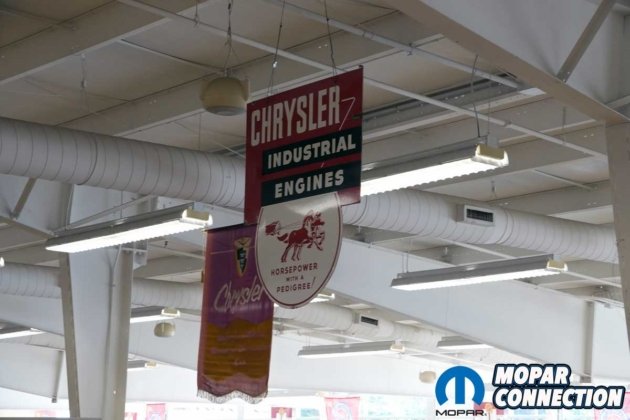 CHRYSLER
INDUSTRIAL
ENGINES
HORSEPOWER
WITH A
PEDIGREE!
Chrysler
MOPAR
MOPAR
CONNECTION